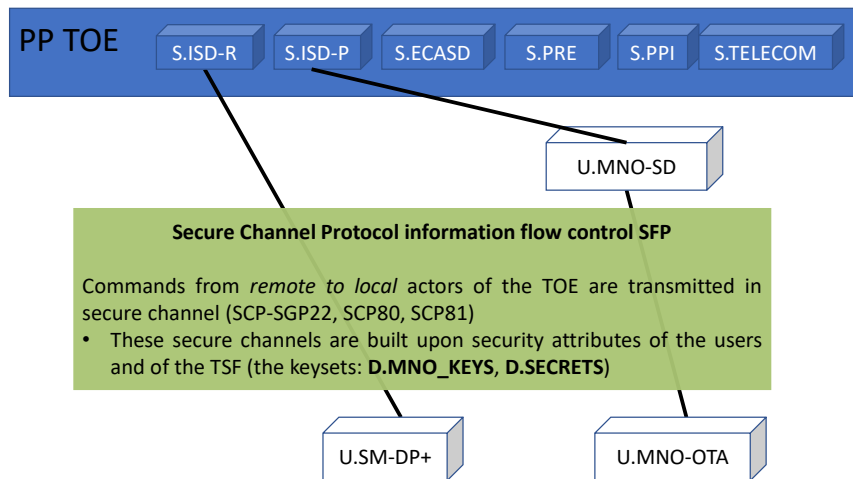 PP TOE
S.ISD-R
S.ISD-P
S.ECASD
S.PRE
S.PPI
S.TELECOM
U.MNO-SD
Secure Channel Protocol information flow control SFP
Commands from remote to local actors of the TOE are transmitted in
secure channel (SCP-SGP22, SCP80, SCP81)
• These secure channels are built upon security attributes of the users
and of the TSF (the keysets: D.MNO_KEYS, D.SECRETS)
U.SM-DP+
U.MNO-OTA